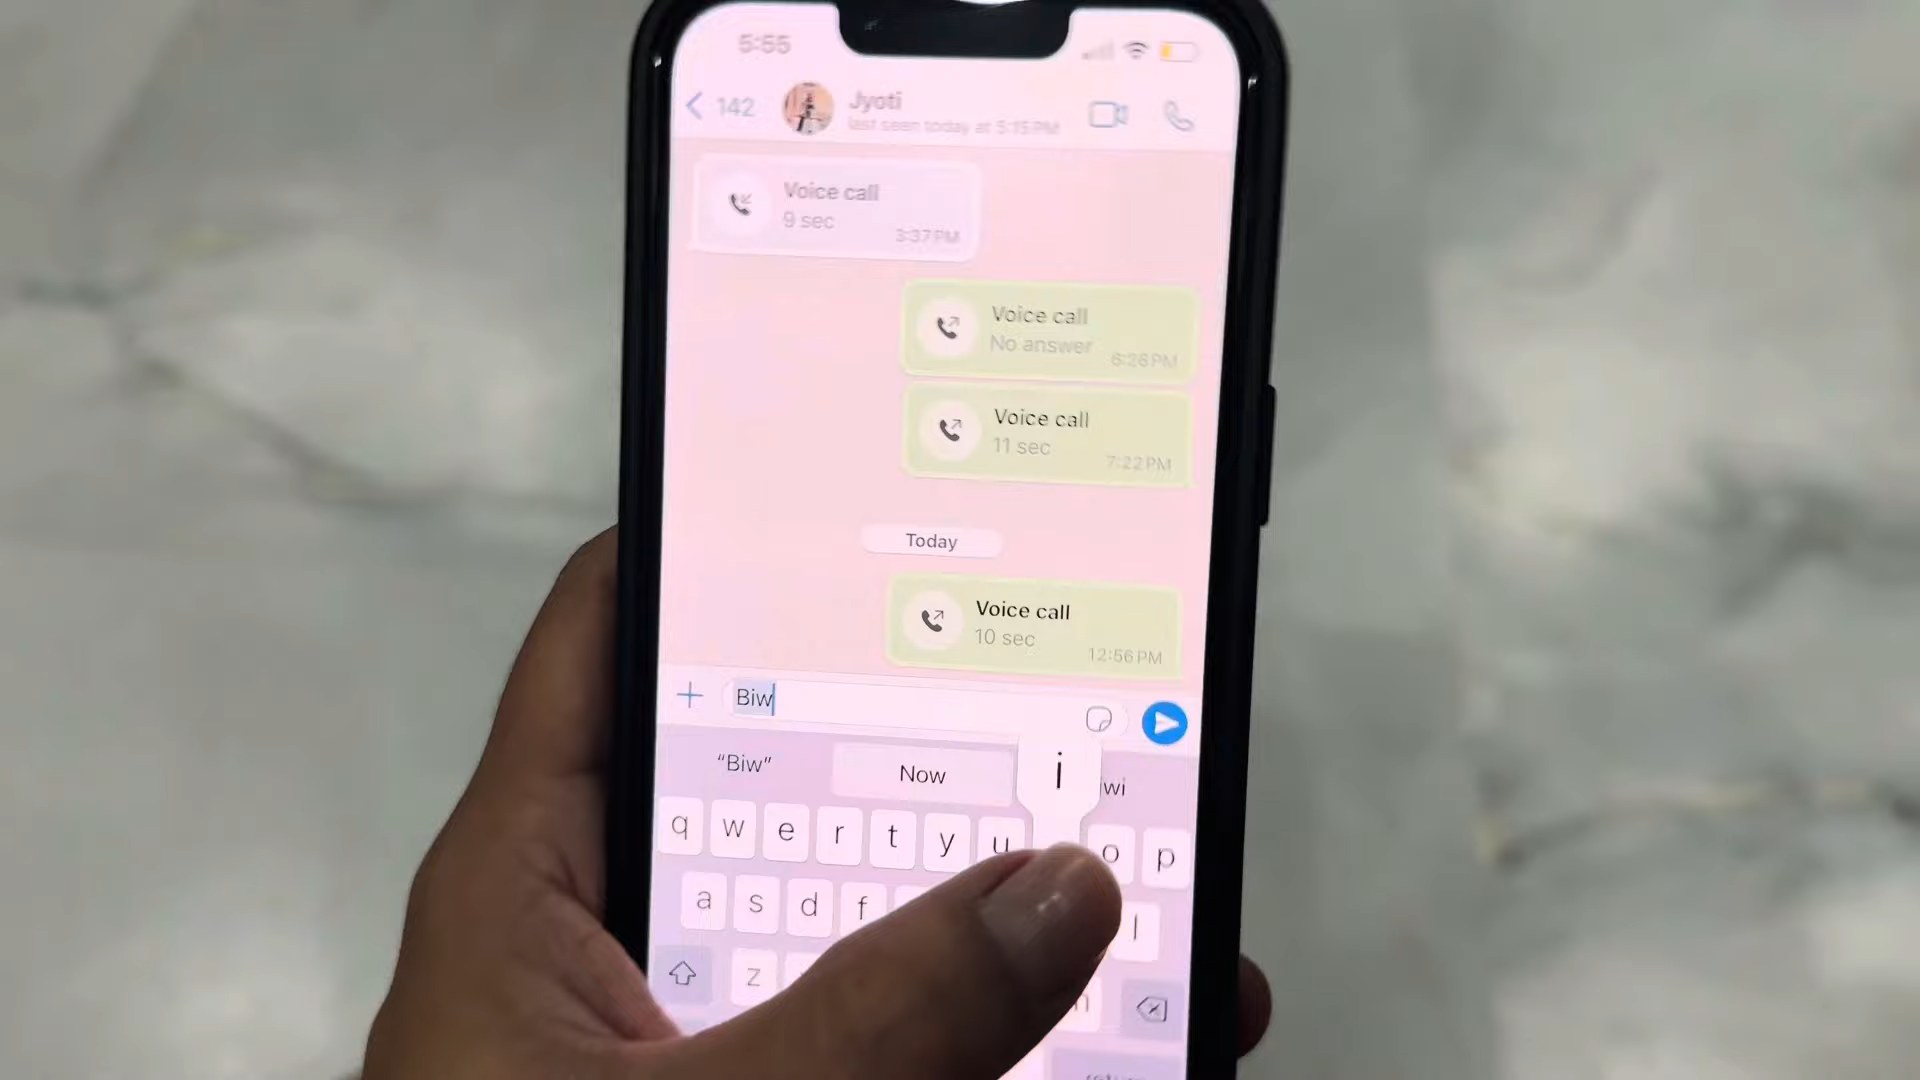 5:55
142
Jyoti
last seen today at 5:15 PM
Voice call
9 sec
3:37 PM
Voice call
No answer
6:26 PM
Voice call
11 sec
7:22 PM
Today
Voice call
10 sec
12:56 PM
Biw
“Biw”
Now
wi
i
q w e r t y u o p
a s d f l
z